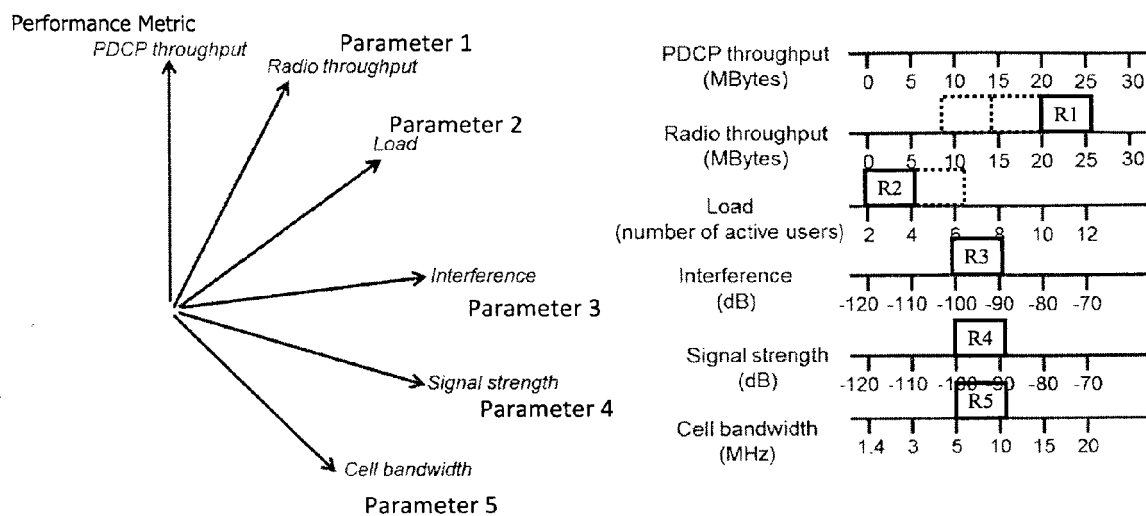 Performance Metric
PDCP throughput
Parameter 1
Radio throughput
Parameter 2
Load
Interference
Parameter 3
Signal strength
Parameter 4
Cell bandwidth
Parameter 5
PDCP throughput
(MBytes)
0 5 10 15 20 25 30
R1
Radio throughput
(MBytes)
0 5 10 15 20 25 30
R2
Load
(number of active users)
2 4 6 8 10 12
R3
Interference
(dB)
-120 -110 -100 -90 -80 -70
R4
Signal strength
(dB)
-120 -110 -100 -90 -80 -70
R5
Cell bandwidth
(MHz)
1.4 3 5 10 15 20